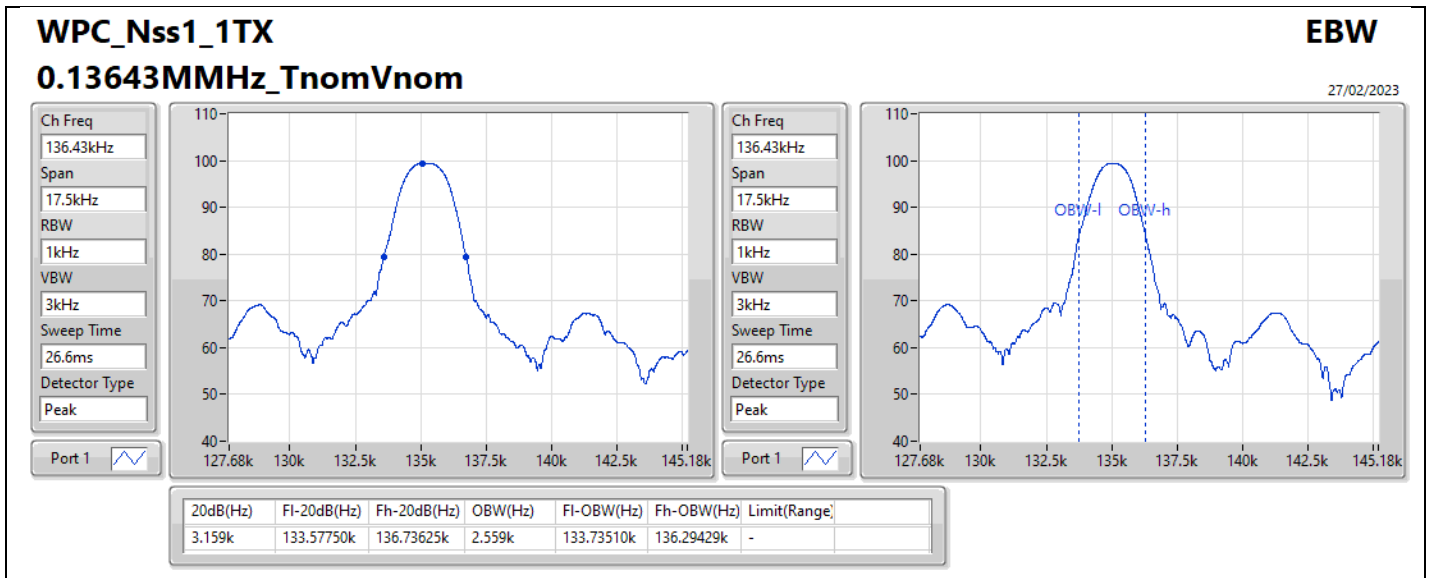 WPC_Nss1_1TX
EBW
0.13643MMHz_TnomVnom
27/02/2023
Ch Freq
136.43kHz
Span
17.5kHz
RBW
1kHz
VBW
3kHz
Sweep Time
26.6ms
Detector Type
Peak
Port 1
110
100
90
80
70
60
50
40
127.68k 130k 132.5k 135k 137.5k 140k 142.5k 145.18k
Ch Freq
136.43kHz
Span
17.5kHz
RBW
1kHz
VBW
3kHz
Sweep Time
26.6ms
Detector Type
Peak
Port 1
110
100
90
80
70
60
50
40
OBW-l OBW-h
127.68k 130k 132.5k 135k 137.5k 140k 142.5k 145.18k
20dB(Hz) Fl-20dB(Hz) Fh-20dB(Hz) OBW(Hz) Fl-OBW(Hz) Fh-OBW(Hz) Limit(Range)
3.159k 133.57750k 136.73625k 2.559k 133.73510k 136.29429k -